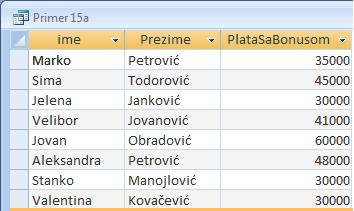 Primer 15a
ime Prezime PlataSaBonusom
Marko Petrović 35000
Sima Todorović 45000
Jelena Janković 30000
Velibor Jovanović 41000
Jovan Obradović 60000
Aleksandra Petrović 48000
Stanko Manojlović 30000
Valentina Kovačević 30000